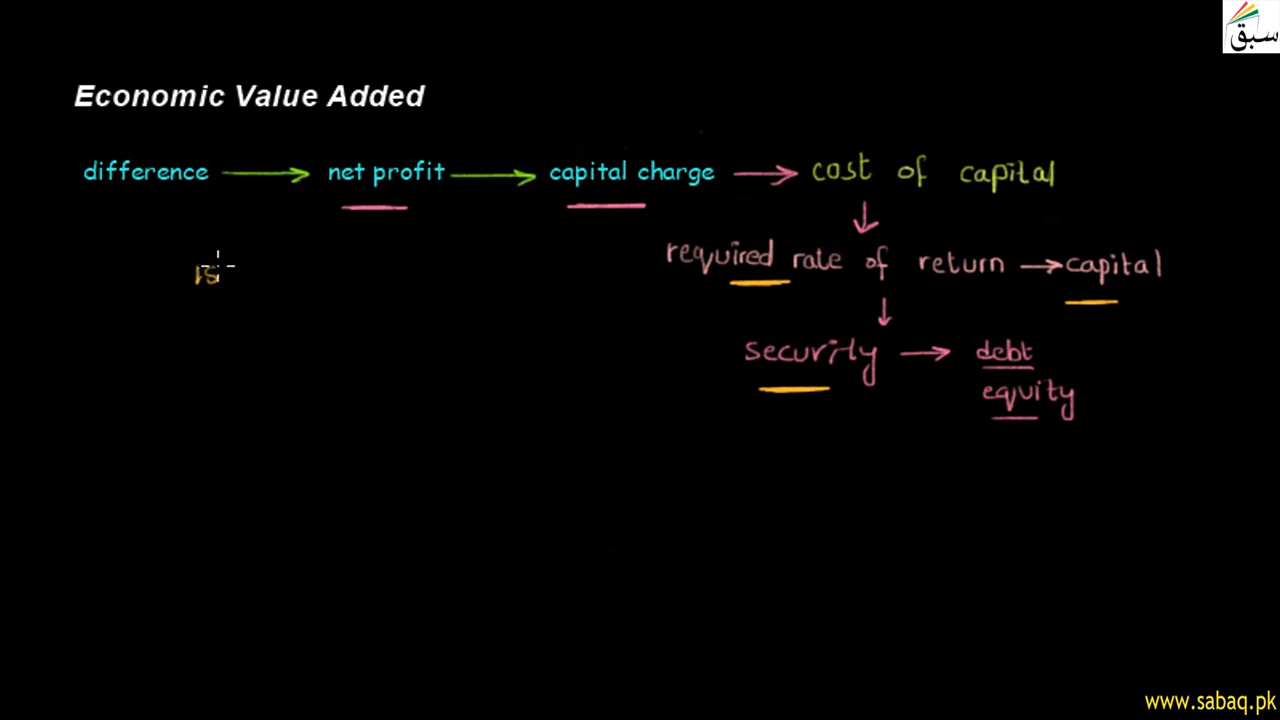 سبق
Economic Value Added
difference → net profit → capital charge → cost of capital
required rate of return → capital
security → debt
equity
www.sabaq.pk